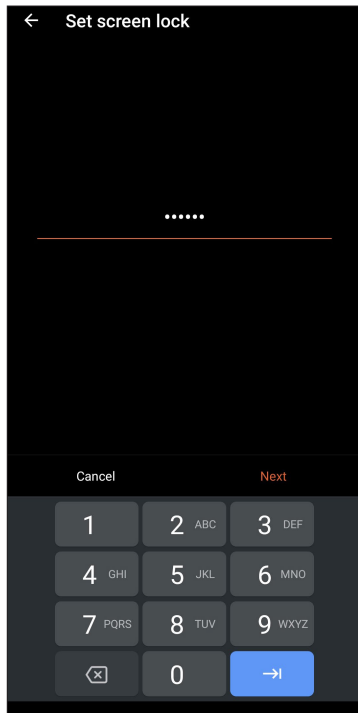 Set screen lock
••••••
Cancel Next
1 2 ABC 3 DEF
4 GHI 5 JKL 6 MNO
7 PQRS 8 TUV 9 WXYZ
0